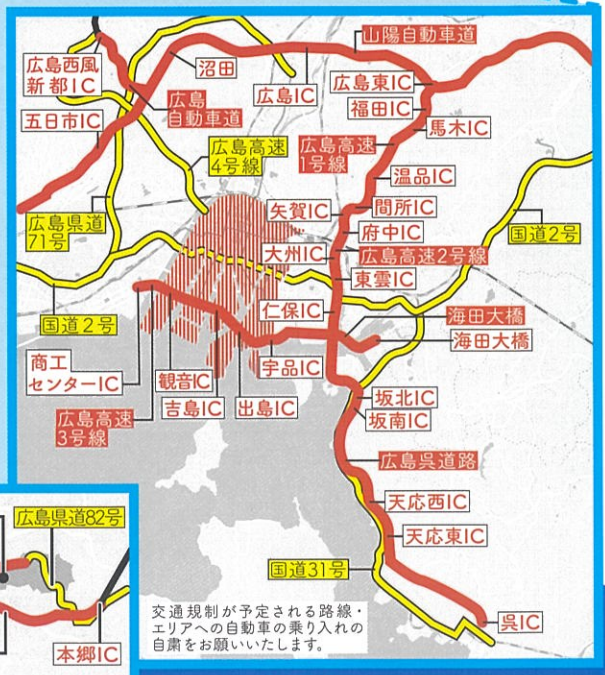 山陽自動車道
広島西風
新都IC
沼田
広島IC
広島東IC
広島
自動車道
福田IC
五日市IC
馬木IC
広島高速
4号線
広島高速
1号線
温品IC
矢賀IC
間所IC
広島県道
71号
府中IC
国道2号
大州IC
広島高速2号線
東雲IC
国道2号
仁保IC
海田大橋
海田大橋
商工
センターIC
観音IC
宇品IC
吉島IC
出島IC
坂北IC
坂南IC
広島高速
3号線
広島呉道路
天応西IC
広島県道82号
天応東IC
国道31号
交通規制が予定される路線・
エリアへの自動車の乗り入れの
自粛をお願いいたします。
呉IC
本郷IC